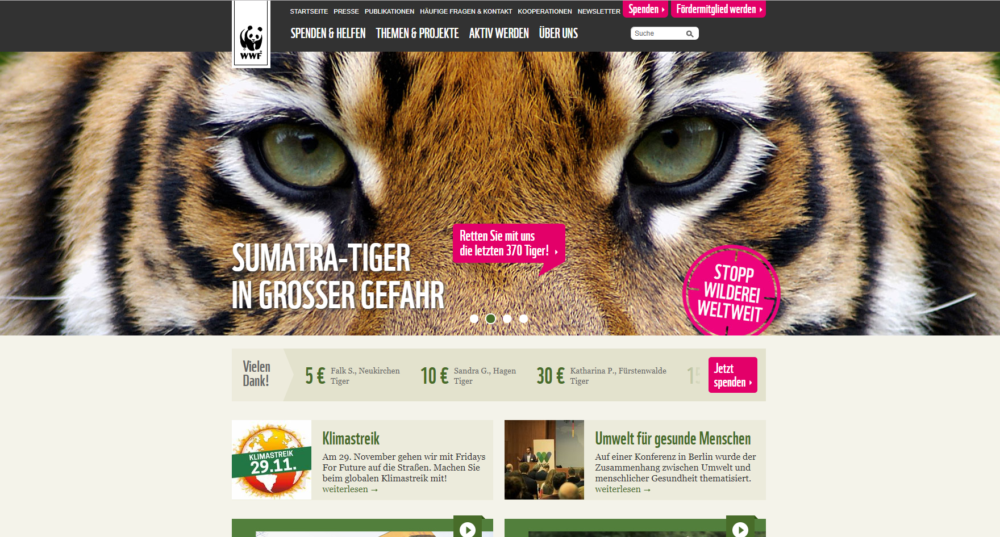 STARTSEITE PRESSE PUBLIKATIONEN HÄUFIGE FRAGEN & KONTAKT KOOPERATIONEN NEWSLETTER
Spenden
Fördermitglied werden
SPENDEN & HELFEN THEMEN & PROJEKTE AKTIV WERDEN ÜBER UNS
Suche
WWF
Retten Sie mit uns
die letzten 370 Tiger!
SUMATRA-TIGER
IN GROSSER GEFAHR
STOPP
WILDEREI
WELTWEIT
Vielen
Dank!
5 € Falk S., Neukirchen
Tiger
10 € Sandra G., Hagen
Tiger
30 € Katharina P., Fürstenwalde
Tiger
Jetzt
spenden
KLIMASTREIK
29.11.
Klimastreik
Am 29. November gehen wir mit Fridays
For Future auf die Straßen. Machen Sie
beim globalen Klimastreik mit!
weiterlesen →
Umwelt für gesunde Menschen
Auf einer Konferenz in Berlin wurde der
Zusammenhang zwischen Umwelt und
menschlicher Gesundheit thematisiert.
weiterlesen →